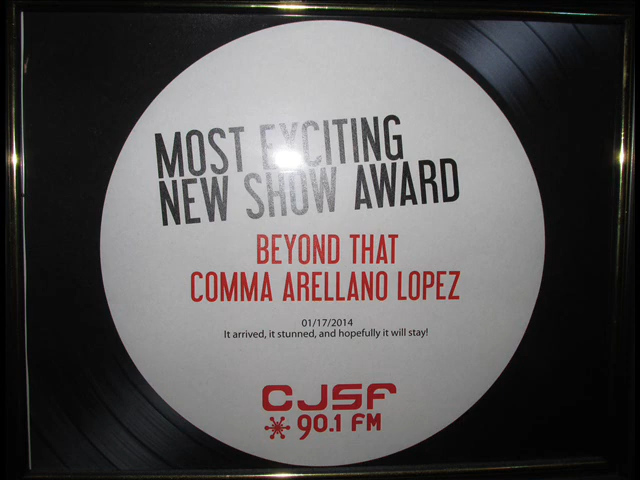 MOST EXCITING
NEW SHOW AWARD
BEYOND THAT
COMMA ARELLANO LOPEZ
01/17/2014
It arrived, it stunned, and hopefully it will stay!
CJSF
90.1 FM